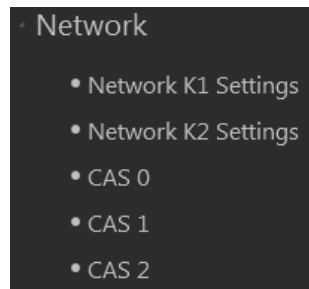 Network
Network K1 Settings
Network K2 Settings
CAS 0
CAS 1
CAS 2